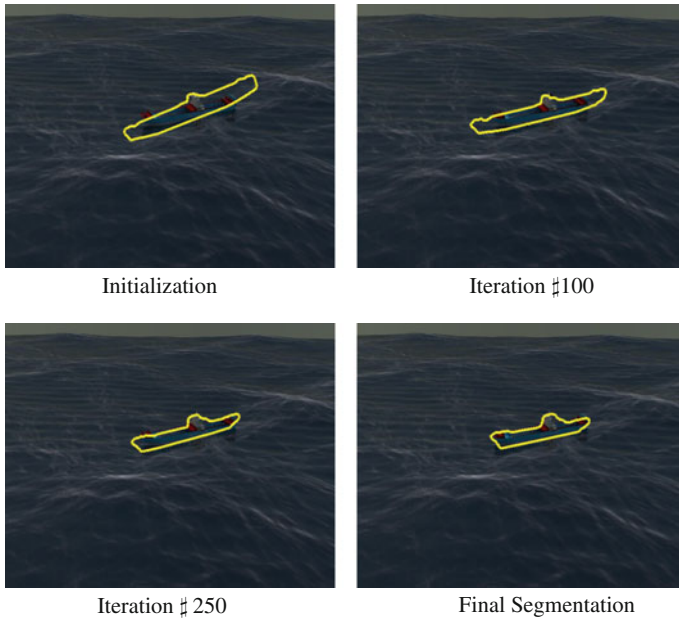 Initialization
Iteration ♯100
Iteration ♯ 250
Final Segmentation